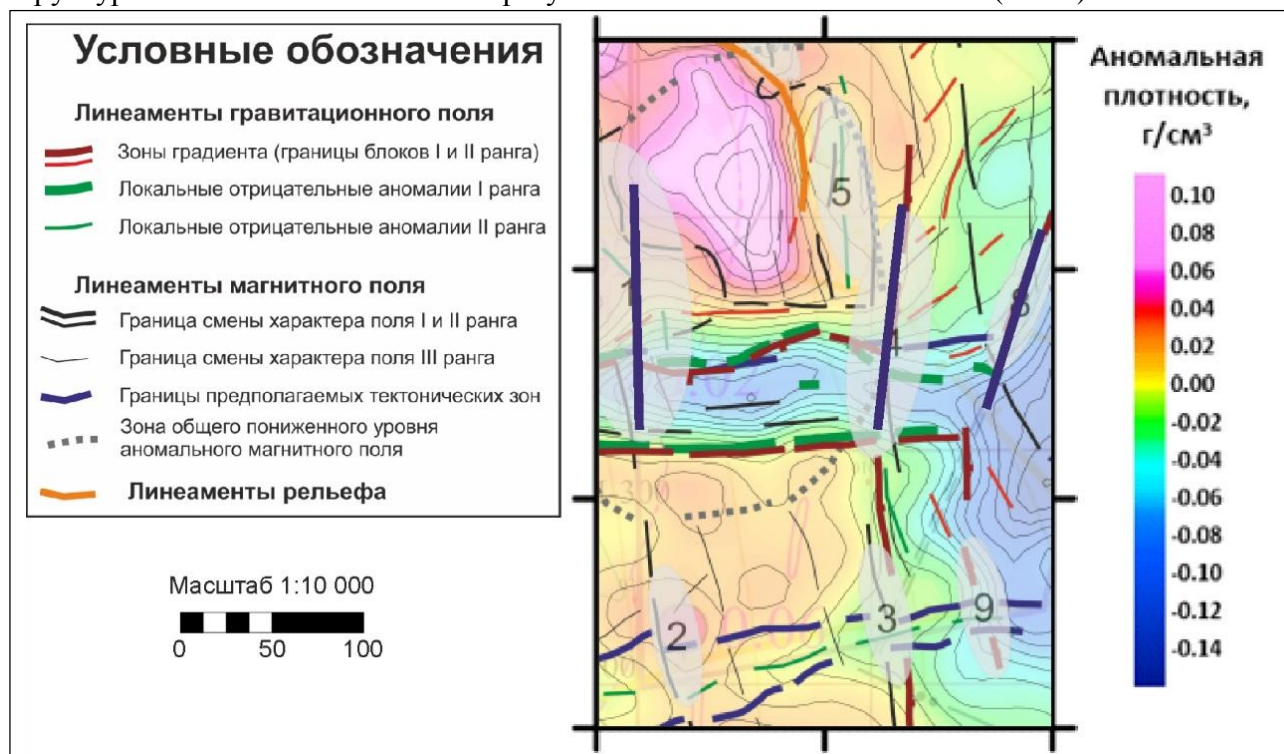 Условные обозначения
Линеаменты гравитационного поля
Зоны градиента (границы блоков I и II ранга)
Локальные отрицательные аномалии I ранга
Локальные отрицательные аномалии II ранга
Линеаменты магнитного поля
Граница смены характера поля I и II ранга
Граница смены характера поля III ранга
Границы предполагаемых тектонических зон
Зона общего пониженного уровня
аномального магнитного поля
Линеаменты рельефа
Масштаб 1:10 000
0 50 100
5
1
8
4
2
3
9
Аномальная
плотность,
г/см³
0.10
0.08
0.06
0.04
0.02
0.00
-0.02
-0.04
-0.06
-0.08
-0.10
-0.12
-0.14